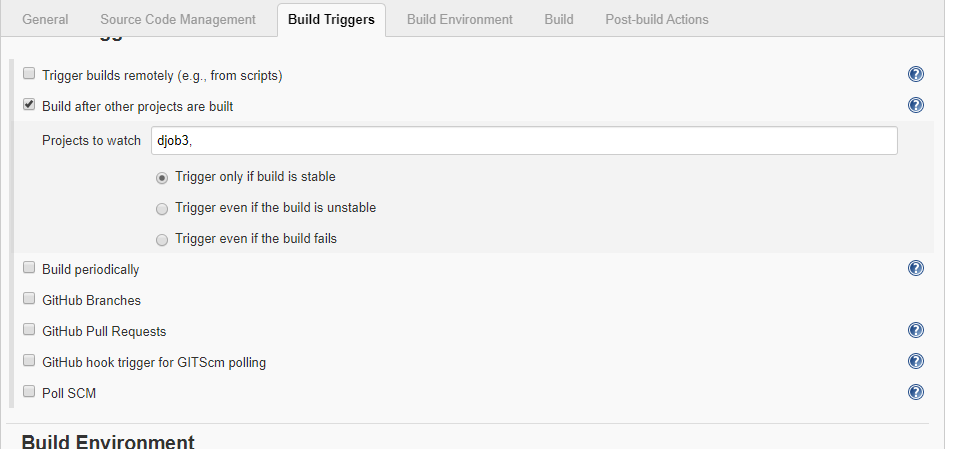 General Source Code Management Build Triggers Build Environment Build Post-build Actions
Trigger builds remotely (e.g., from scripts)
Build after other projects are built
Projects to watch djob3,
Trigger only if build is stable
Trigger even if the build is unstable
Trigger even if the build fails
Build periodically
GitHub Branches
GitHub Pull Requests
GitHub hook trigger for GITScm polling
Poll SCM
Build Environment